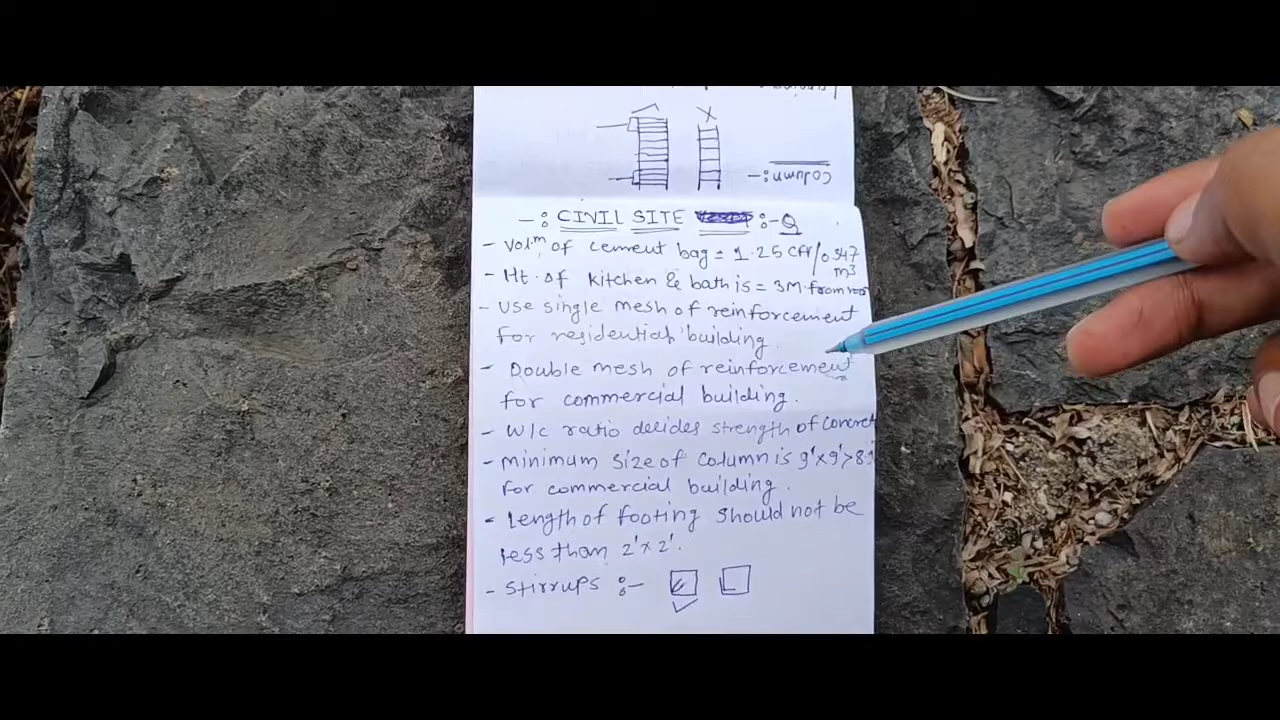 Column :-
-: CIVIL SITE :- Q
- Vol.m of cement bag = 1.25 cft/0.347 m3
- Ht. of kitchen & bath is = 3M from
- Use single mesh of reinforcement
for residential building
- Double mesh of reinforcement
for commercial building.
- W/c ratio decides strength of concrete
- minimum size of column is 9'x9'>
for commercial building.
- Length of footing should not be
less than 2'x2'.
- Stirrups :-